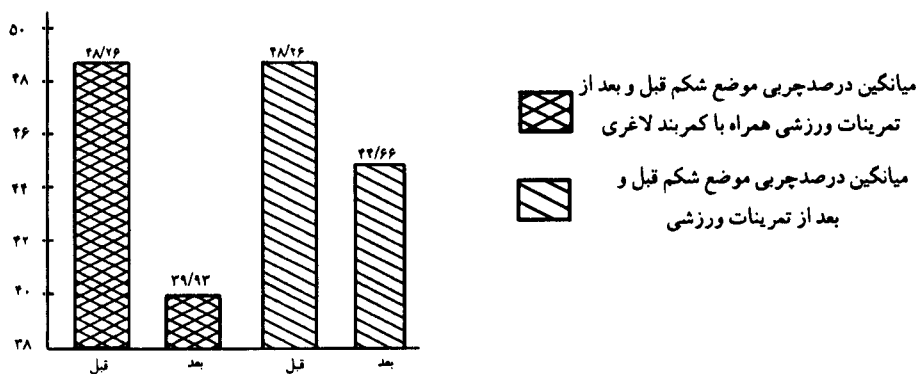 ۵۰
۴۸
۴۶
۴۴
۴۲
۴۰
۳۸
۴۸/۲۶
۳۹/۹۳
۴۸/۲۶
۴۴/۶۶
قبل
بعد
قبل
بعد
میانگین درصدچربی موضع شکم قبل و بعد از
تمرینات ورزشی همراه با کمربند لاغری
میانگین درصدچربی موضع شکم قبل و
بعد از تمرینات ورزشی